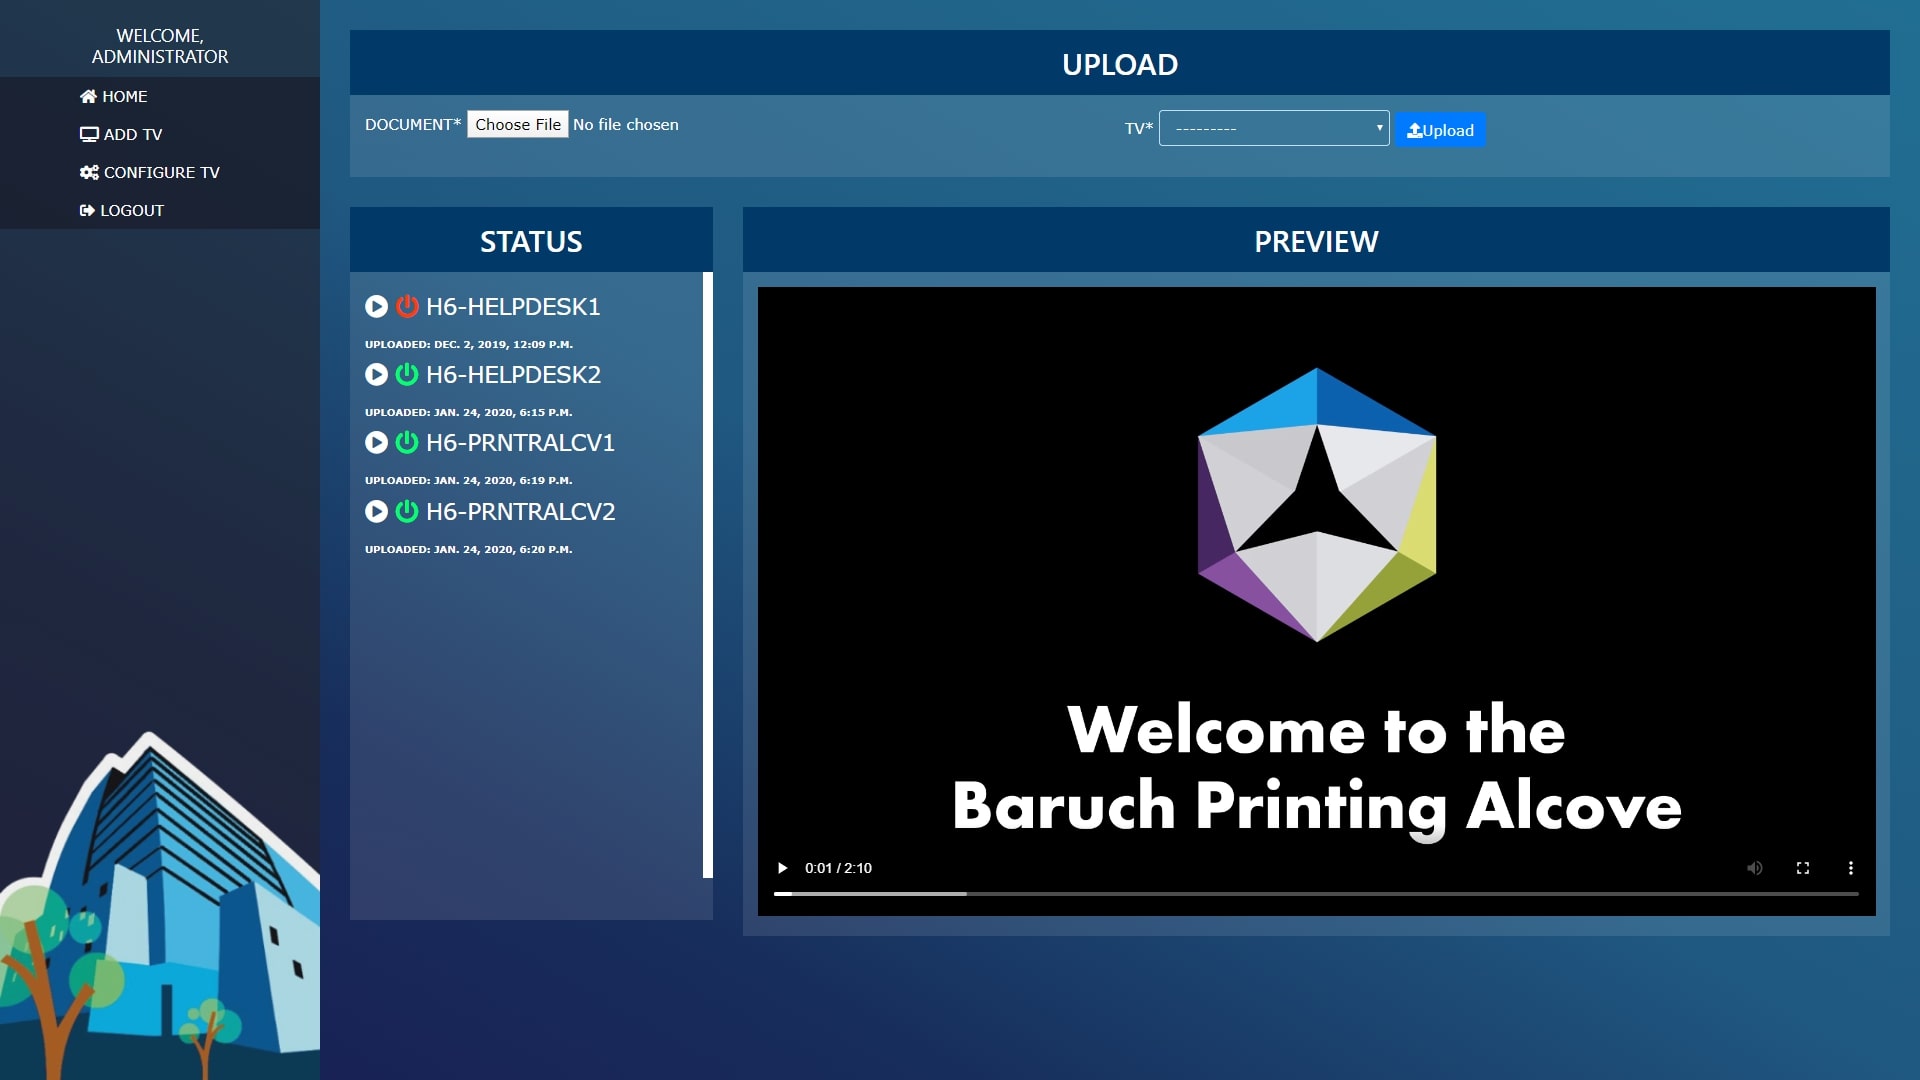 WELCOME,
ADMINISTRATOR
HOME
ADD TV
CONFIGURE TV
LOGOUT
UPLOAD
DOCUMENT* Choose File No file chosen
TV* --------- Upload
STATUS
H6-HELPDESK1
UPLOADED: DEC. 2, 2019, 12:09 P.M.
H6-HELPDESK2
UPLOADED: JAN. 24, 2020, 6:15 P.M.
H6-PRNTRALCV1
UPLOADED: JAN. 24, 2020, 6:19 P.M.
H6-PRNTRALCV2
UPLOADED: JAN. 24, 2020, 6:20 P.M.
PREVIEW
Welcome to the
Baruch Printing Alcove
0:01 / 2:10